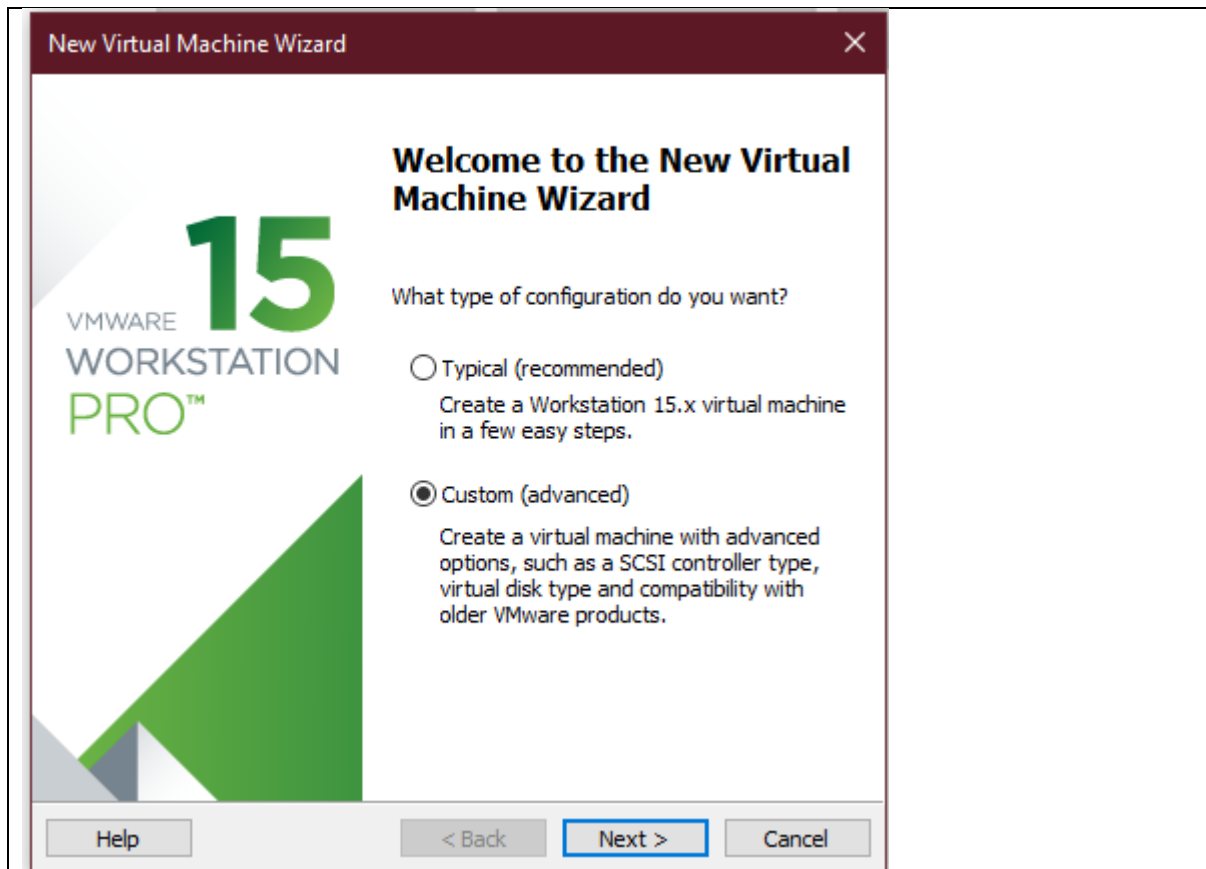 New Virtual Machine Wizard
Welcome to the New Virtual
Machine Wizard
15
VMWARE
WORKSTATION
PRO™
What type of configuration do you want?
Typical (recommended)
Create a Workstation 15.x virtual machine
in a few easy steps.
Custom (advanced)
Create a virtual machine with advanced
options, such as a SCSI controller type,
virtual disk type and compatibility with
older VMware products.
Help
< Back
Next >
Cancel